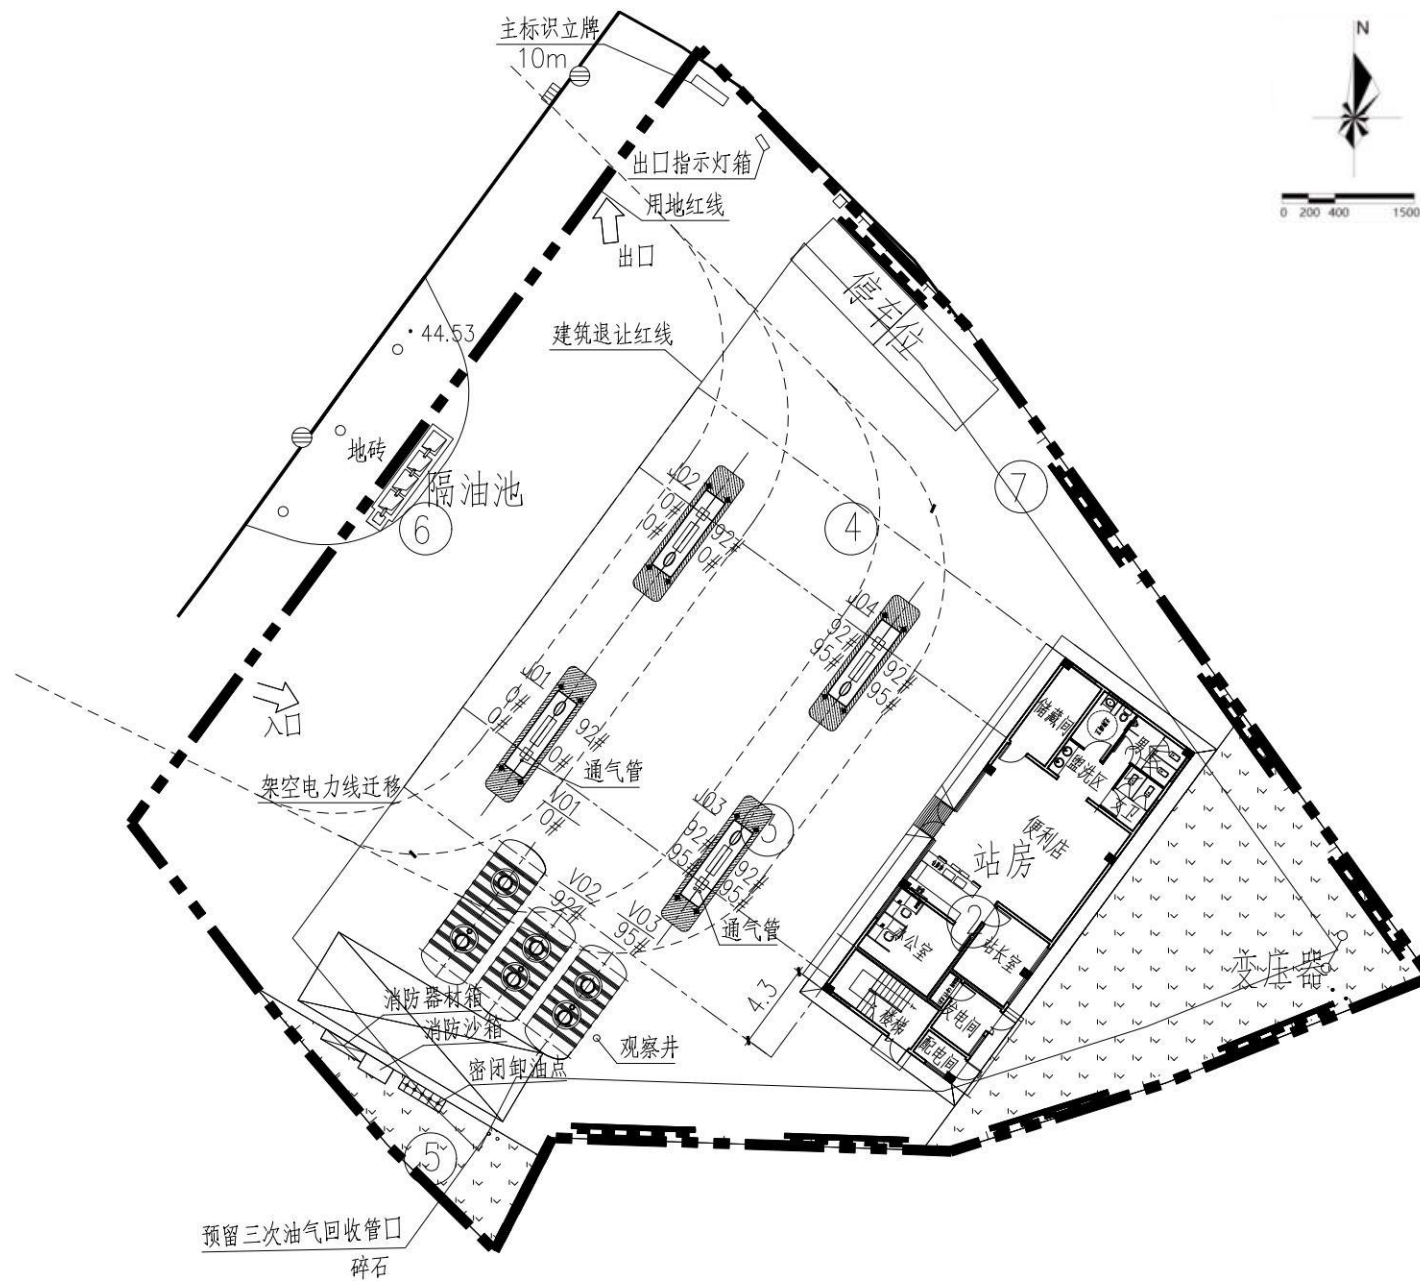 主标识立牌
10m
N
0 200 400 1500
出口指示灯箱
用地红线
出口
停车位
建筑退让红线
44.53
地砖
隔油池
6
7
4
J02
0#
0#
92#
0#
J04
92#
95#
92#
95#
J01
0#
0#
92#
0#
入口
架空电力线迁移
通气管
V01
0#
J03
92#
95#
92#
95#
3
通气管
V02
92#
V03
95#
储藏间
盥洗区
男卫
女卫
便利店
站房
2
办公室
站长室
楼梯
发电间
配电间
变压器
4.3
消防器材箱
消防沙箱
密闭卸油点
观察井
5
预留三次油气回收管口
碎石